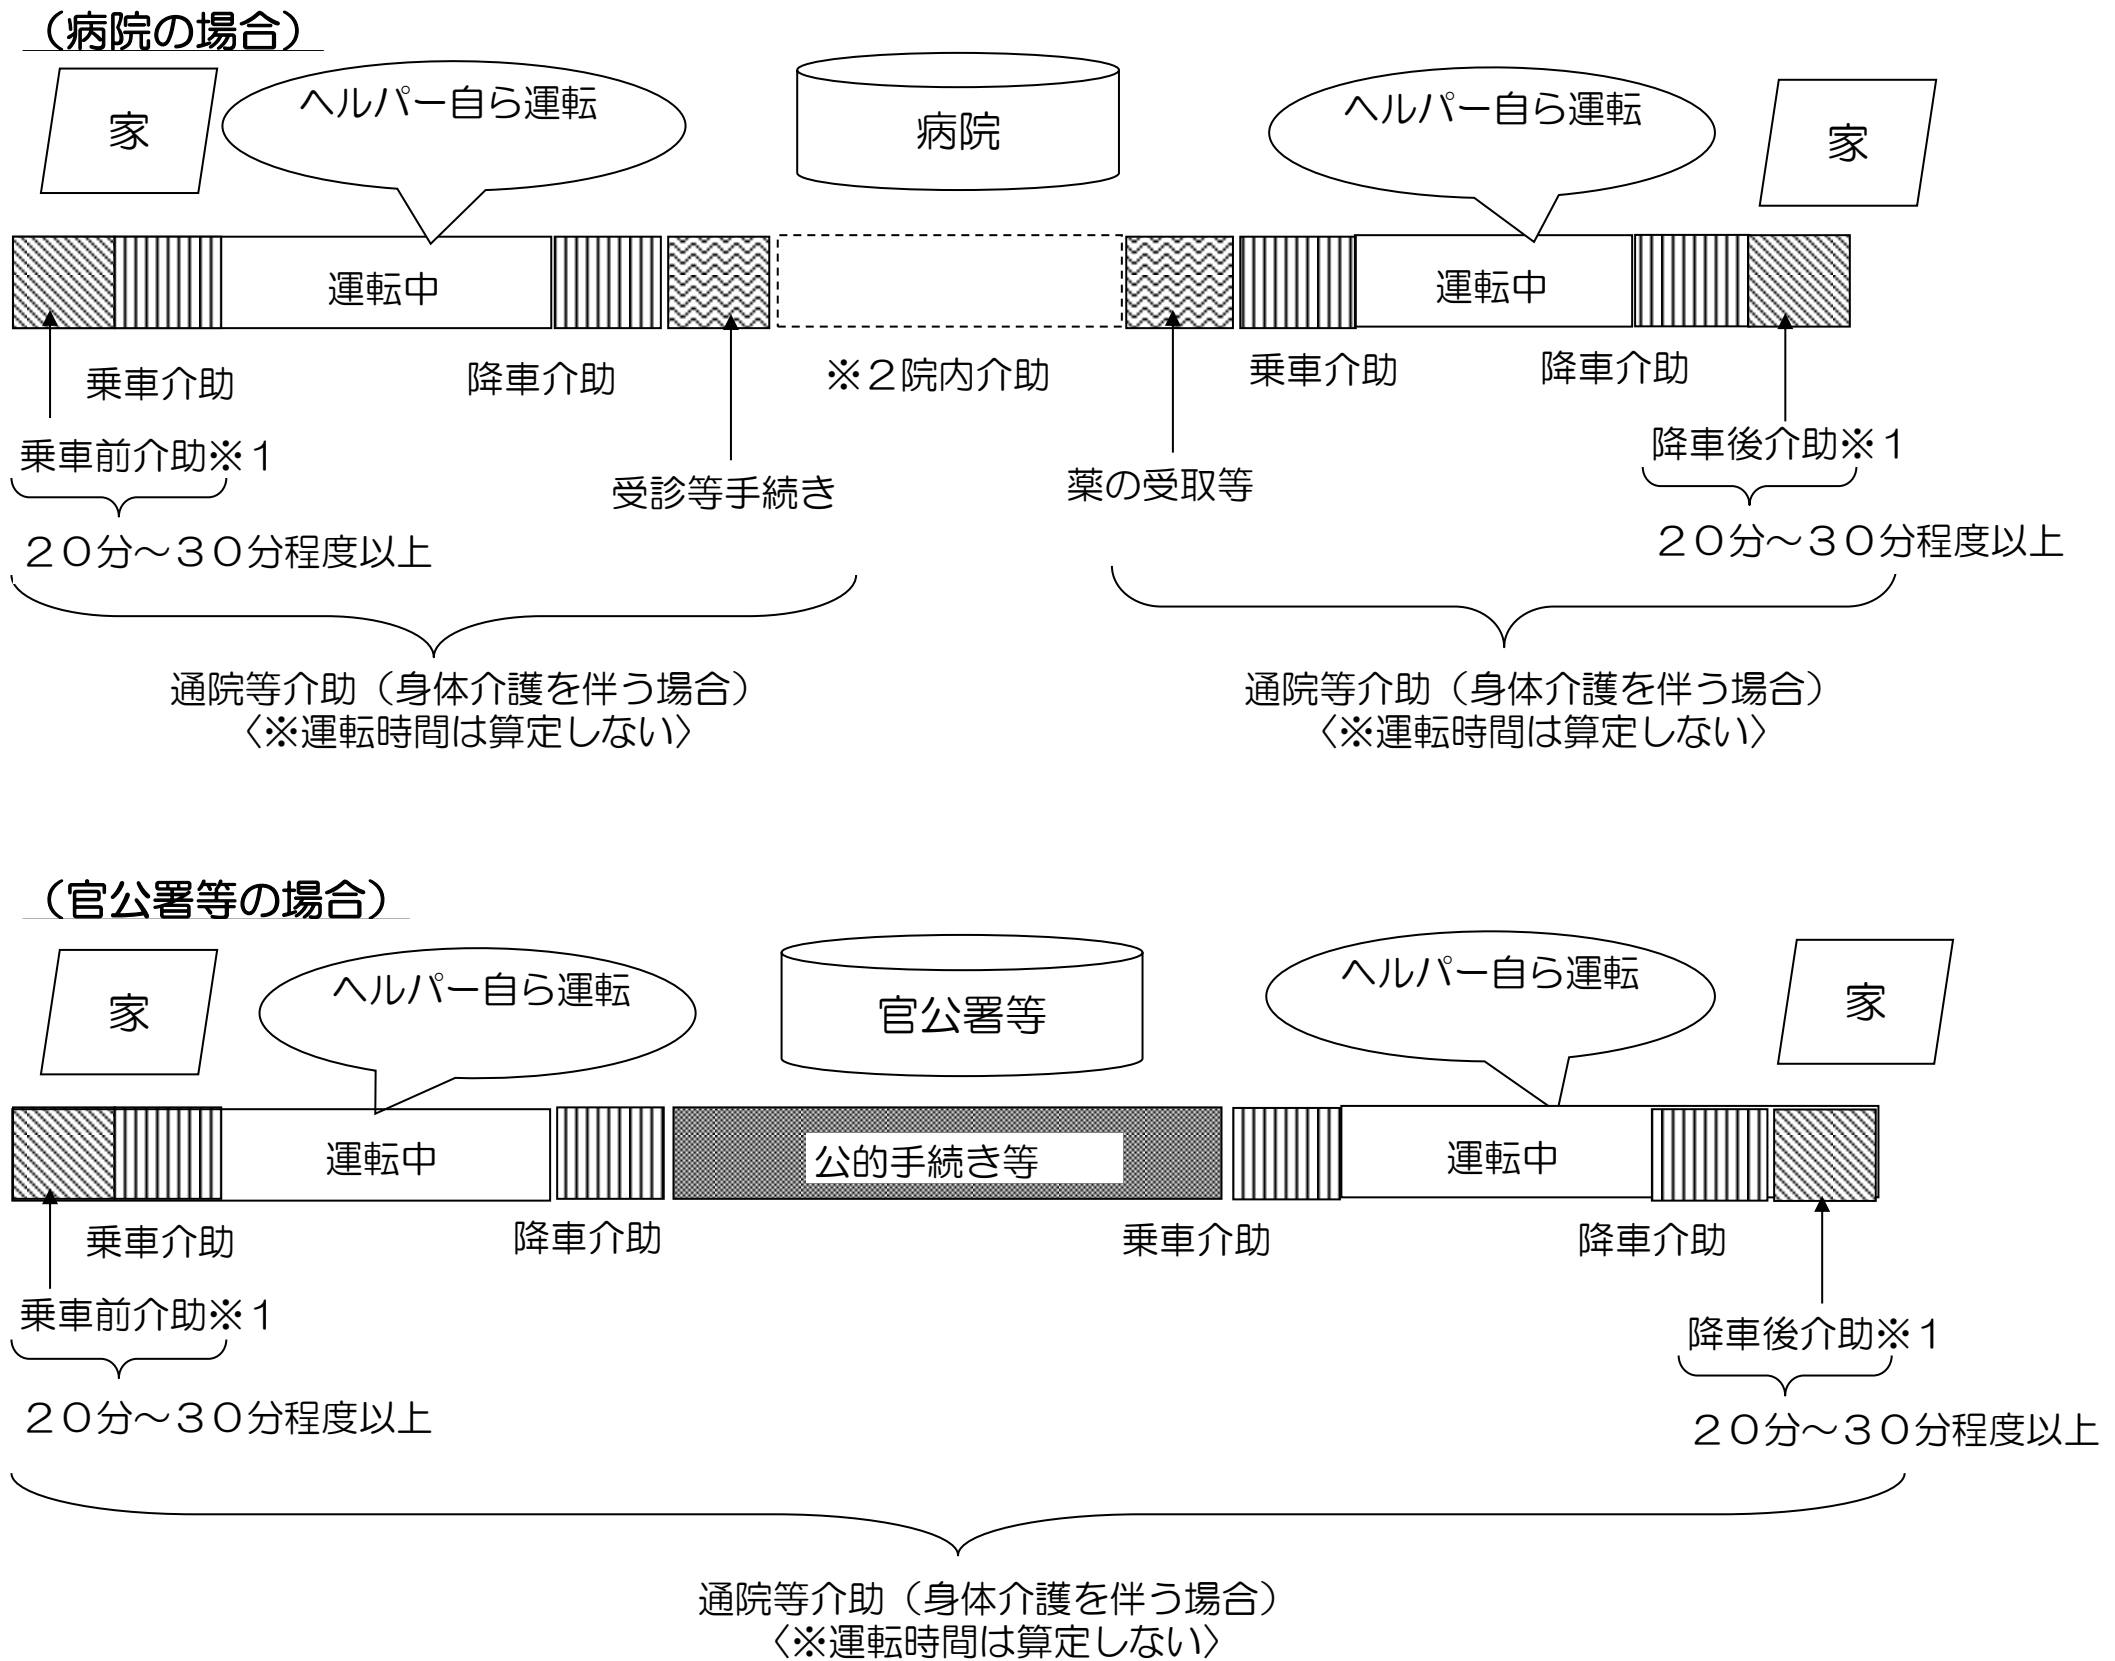 （病院の場合）
家
ヘルパー自ら運転
病院
ヘルパー自ら運転
家
運転中
運転中
乗車介助
降車介助
※２院内介助
乗車介助
降車介助
乗車前介助※１
受診等手続き
薬の受取等
降車後介助※１
２０分～３０分程度以上
２０分～３０分程度以上
通院等介助（身体介護を伴う場合）
〈※運転時間は算定しない〉
通院等介助（身体介護を伴う場合）
〈※運転時間は算定しない〉
（官公署等の場合）
家
ヘルパー自ら運転
官公署等
ヘルパー自ら運転
家
運転中
公的手続き等
運転中
乗車介助
降車介助
乗車介助
降車介助
乗車前介助※１
降車後介助※１
２０分～３０分程度以上
２０分～３０分程度以上
通院等介助（身体介護を伴う場合）
〈※運転時間は算定しない〉